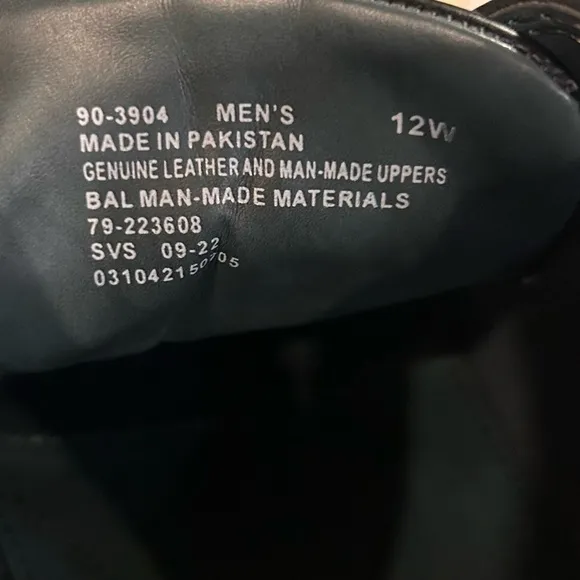 90-3904 MEN'S 12W
MADE IN PAKISTAN
GENUINE LEATHER AND MAN-MADE UPPERS
BAL MAN-MADE MATERIALS
79-223608
SVS 09-22
031042150705